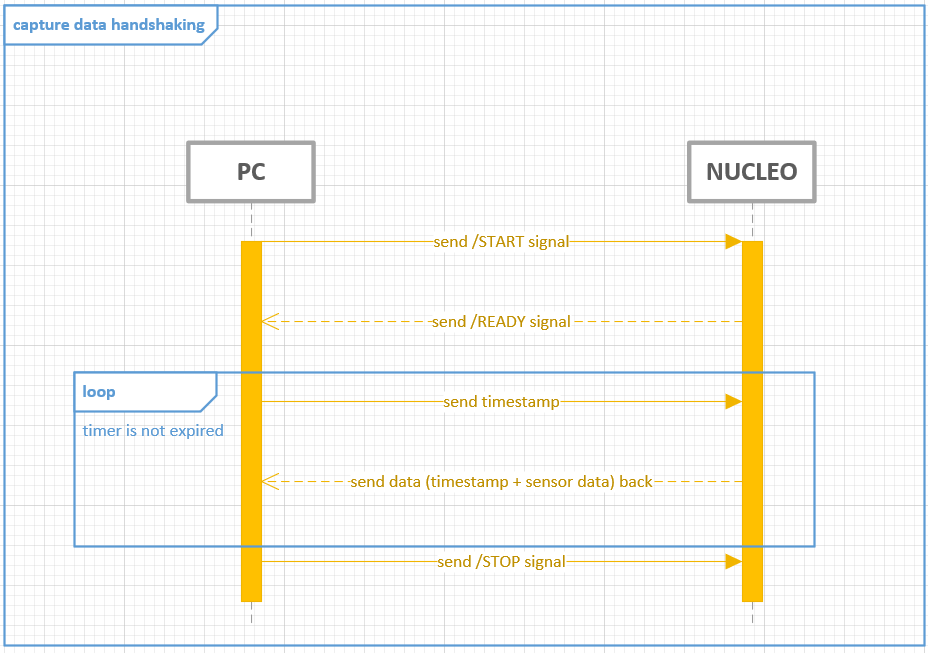 capture data handshaking
PC
NUCLEO
send /START signal
send /READY signal
loop
send timestamp
timer is not expired
send data (timestamp + sensor data) back
send /STOP signal